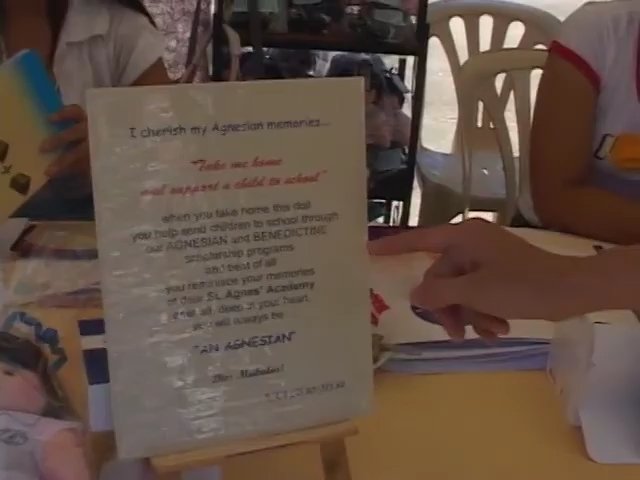 I cherish my Agnesian memories...
"Take me home
and support a child to school"
when you take home this doll
you help send children to school through
our AGNESIAN and BENEDICTINE
scholarship programs
and best of all
you reminisce your memories
of dear St. Agnes' Academy
after all, deep in your heart,
you will always be
"AN AGNESIAN"